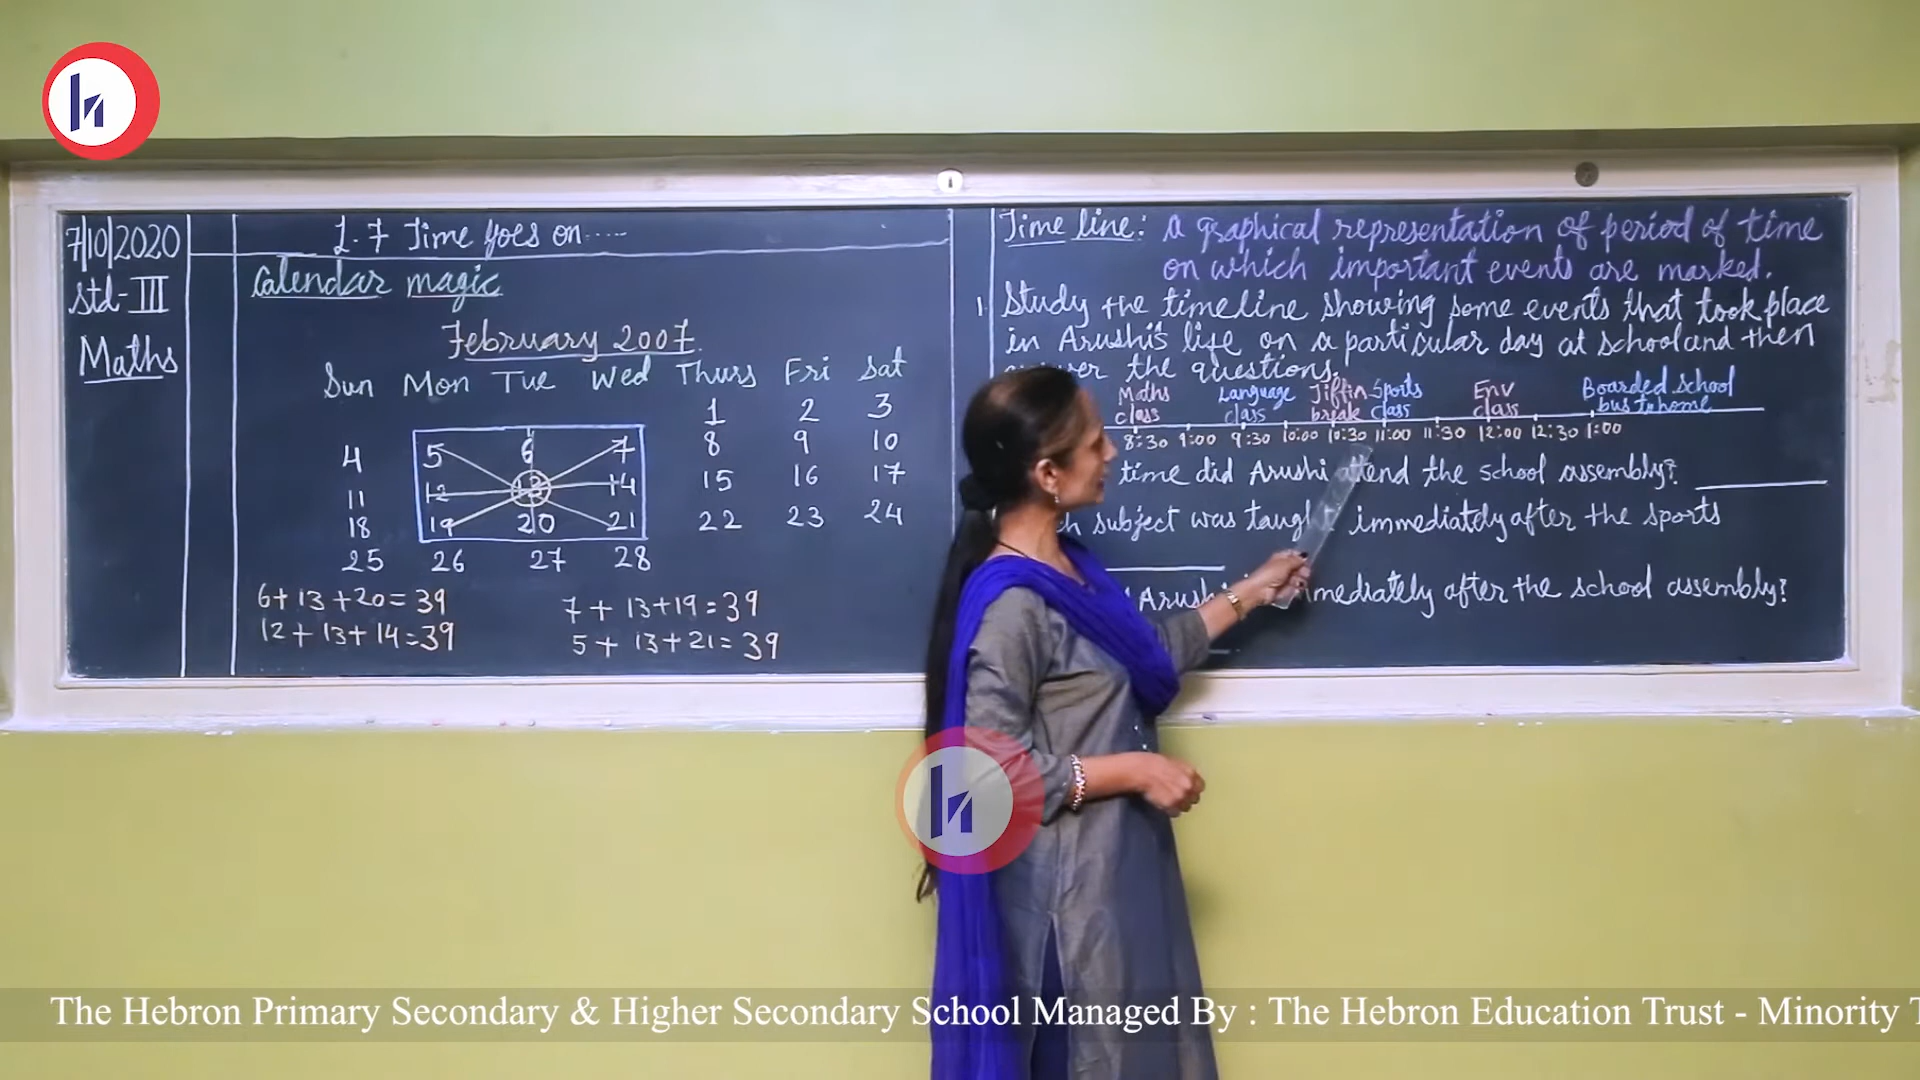 7/10/2020
Std-III
Maths
L.7 Time goes on.....
Calendar magic
February 2007
Sun Mon Tue Wed Thurs Fri Sat
1 2 3
4 5 6 7 8 9 10
11 12 13 14 15 16 17
18 19 20 21 22 23 24
25 26 27 28
6+13+20=39
12+13+14=39
7+13+19=39
5+13+21=39
Time line: A graphical representation of period of time
on which important events are marked.
1. Study the timeline showing some events that took place
in Arushi's life on a particular day at school and then
the questions.
Maths class
Language class
Tiffin break
Sports class
Env class
Boarded school bus to home
8:30 9:00 9:30 10:00 10:30 11:00 11:30 12:00 12:30 1:00
time did Arushi attend the school assembly?
subject was taught immediately after the sports
Arushi immediately after the school assembly?
The Hebron Primary Secondary & Higher Secondary School Managed By : The Hebron Education Trust - Minority